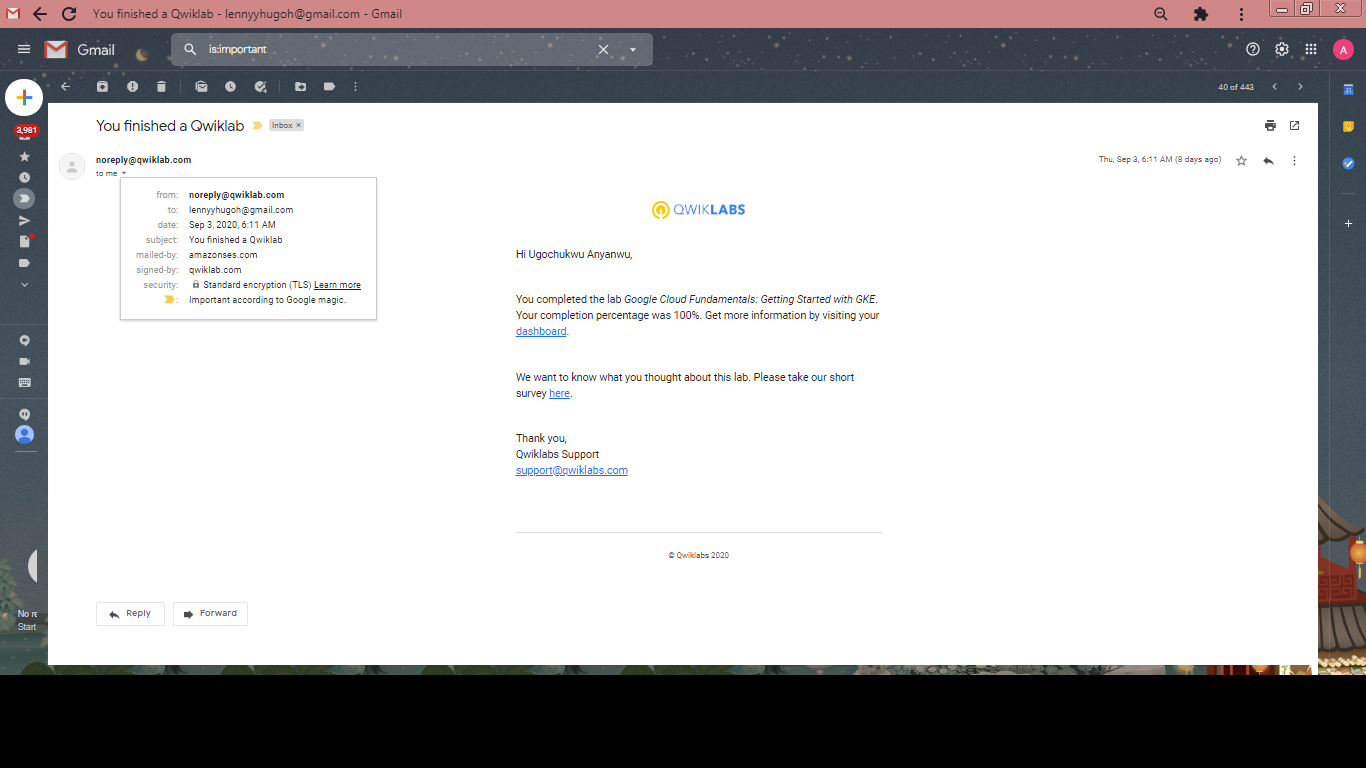 You finished a Qwiklab - lennyyhugoh@gmail.com - Gmail
Gmail
is:important
A
40 of 443
3,981
You finished a Qwiklab
Inbox ×
noreply@qwiklab.com
Thu, Sep 3, 6:11 AM (8 days ago)
to me
from: noreply@qwiklab.com
to: lennyyhugoh@gmail.com
date: Sep 3, 2020, 6:11 AM
subject: You finished a Qwiklab
mailed-by: amazonses.com
signed-by: qwiklab.com
security: Standard encryption (TLS) Learn more
: Important according to Google magic.
QWIKLABS
Hi Ugochukwu Anyanwu,
You completed the lab Google Cloud Fundamentals: Getting Started with GKE.
Your completion percentage was 100%. Get more information by visiting your
dashboard.
We want to know what you thought about this lab. Please take our short
survey here.
Thank you,
Qwiklabs Support
support@qwiklabs.com
© Qwiklabs 2020
Reply
Forward
No re
Start